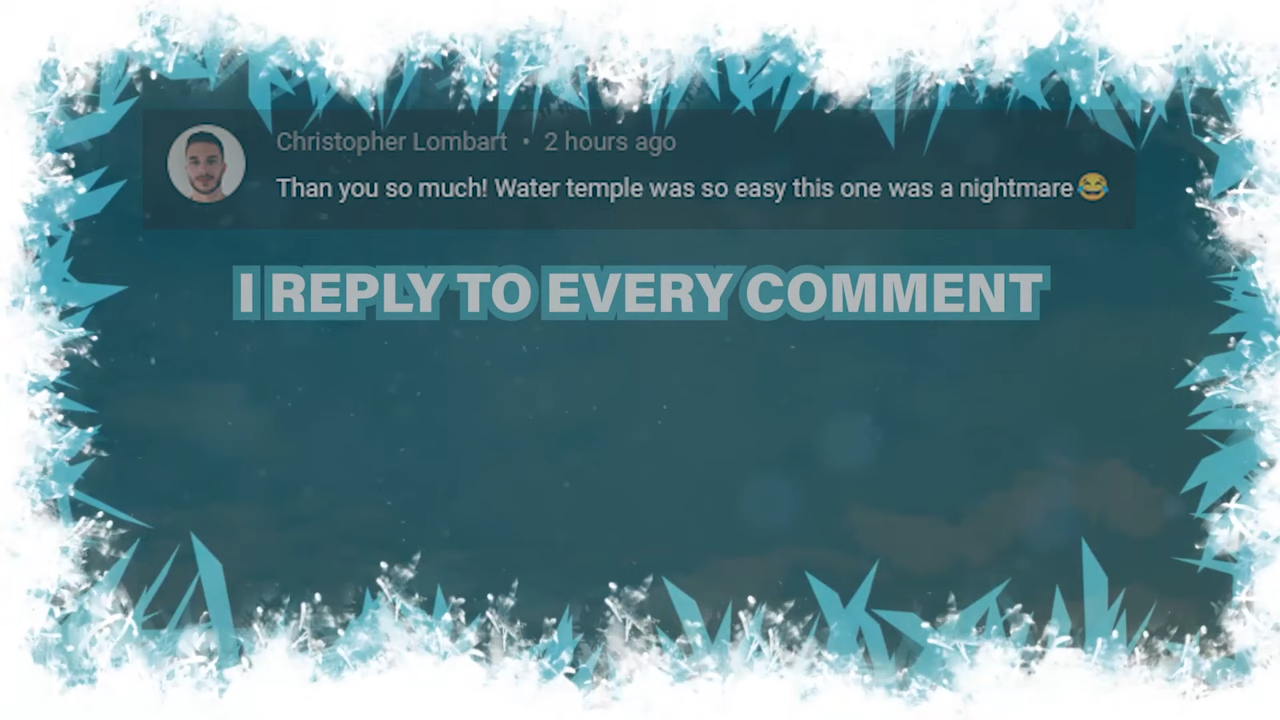 Christopher Lombart • 2 hours ago
Than you so much! Water temple was so easy this one was a nightmare😂
I REPLY TO EVERY COMMENT